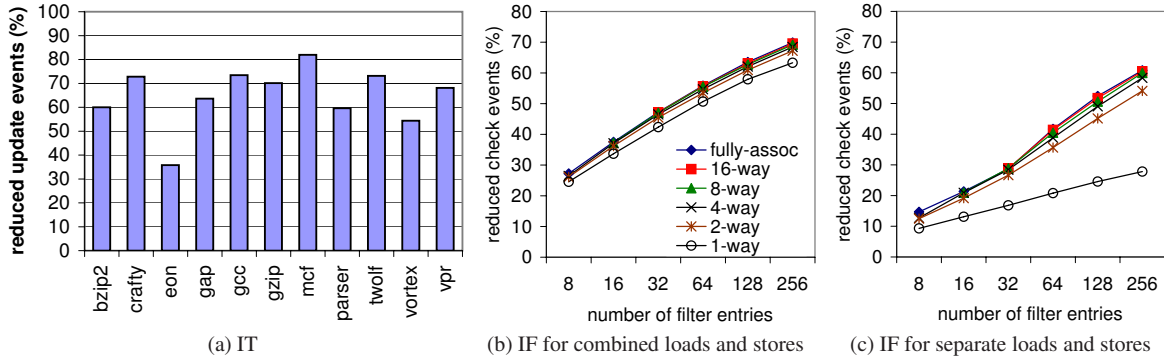 reduced update events (%)
100
90
80
70
60
50
40
30
20
10
0
bzip2
crafty
eon
gap
gcc
gzip
mcf
parser
twolf
vortex
vpr
(a) IT
reduced check events (%)
80
70
60
50
40
30
20
10
0
fully-assoc
16-way
8-way
4-way
2-way
1-way
8 16 32 64 128 256
number of filter entries
(b) IF for combined loads and stores
reduced check events (%)
80
70
60
50
40
30
20
10
0
8 16 32 64 128 256
number of filter entries
(c) IF for separate loads and stores